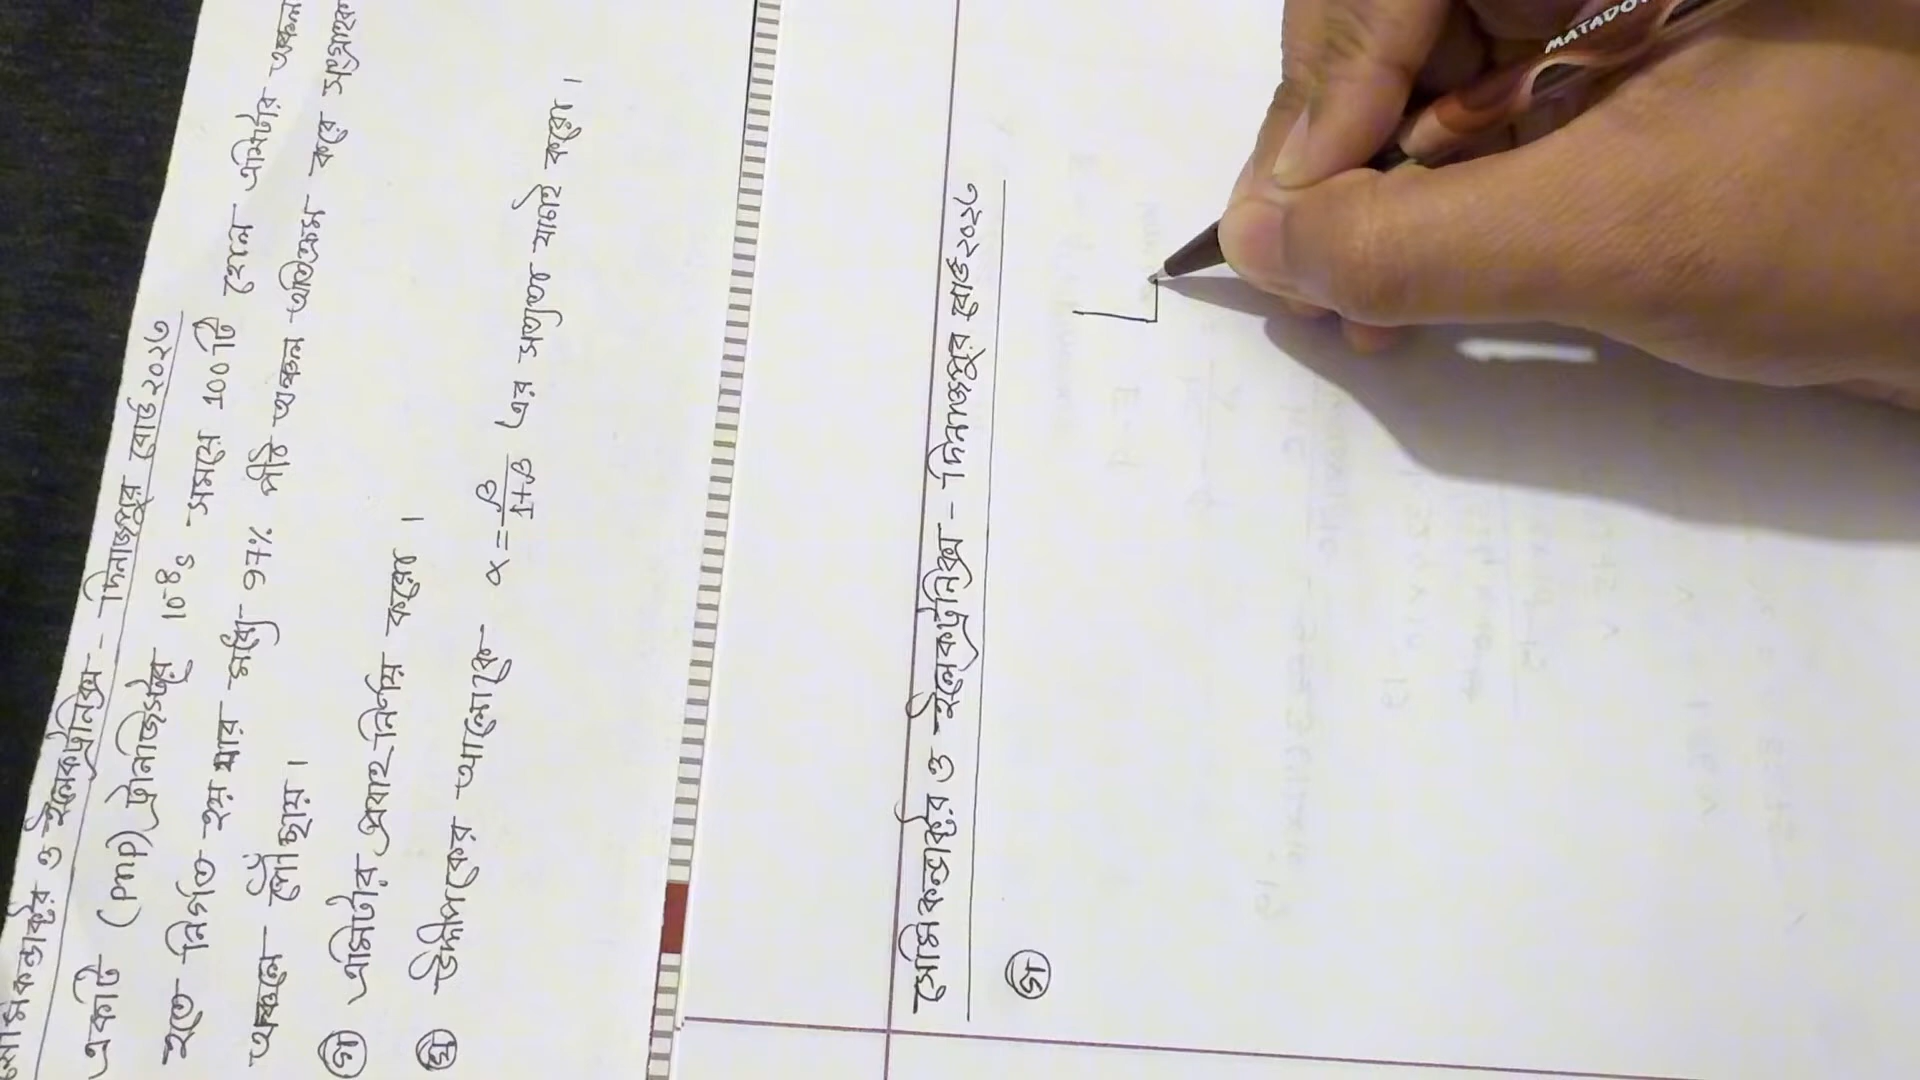 সেমিকন্ডাক্টর ও ইলেকট্রনিক্স - দিনাজপুর বোর্ড ২০২৩
একটি (pnp) ট্রানজিস্টর 10⁻⁸s সময়ে 100টি হোল এমিটার অঞ্চল
হতে নির্গত হয় যার মধ্যে 97% পীঠ অঞ্চল অতিক্রম করে সংগ্রাহক
অঞ্চলে পৌঁছায়।
গ এমিটার প্রবাহ নির্ণয় করো।
ঘ উদ্দীপকের আলোকে α = β/1+β এর সত্যতা যাচাই করো।
সেমিকন্ডাক্টর ও ইলেকট্রনিক্স - দিনাজপুর বোর্ড ২০২৩
গ
MATADO